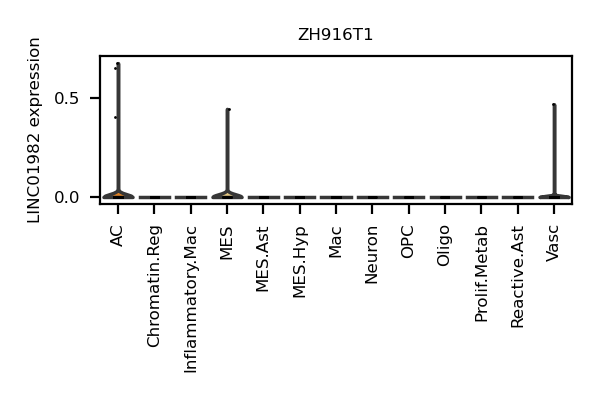 ZH916T1
LINC01982 expression
0.5
0.0
AC
Chromatin.Reg
Inflammatory.Mac
MES
MES.Ast
MES.Hyp
Mac
Neuron
OPC
Oligo
Prolif.Metab
Reactive.Ast
Vasc